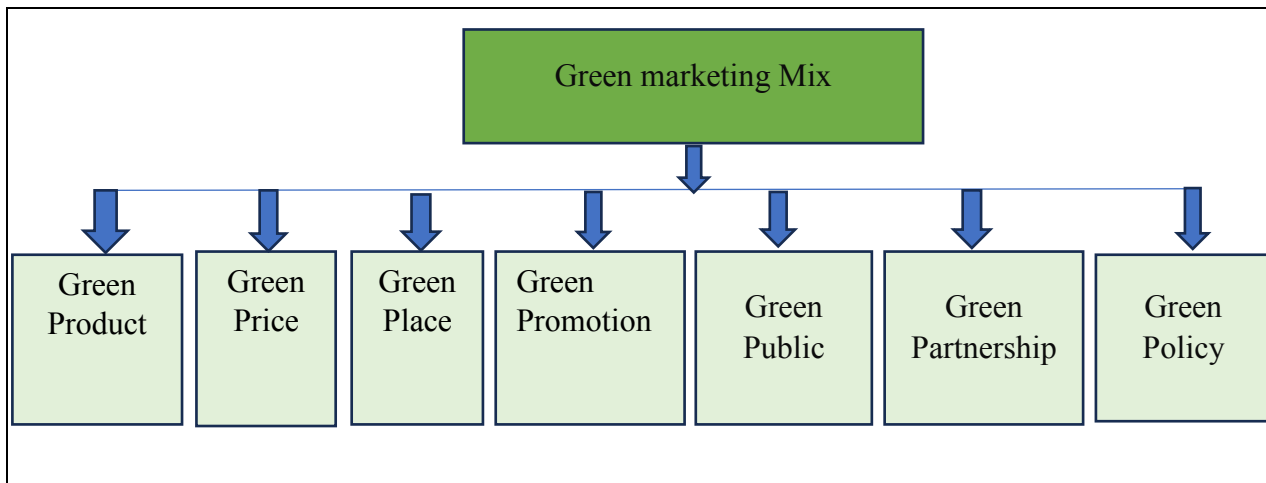 Green marketing Mix
Green
Product
Green
Price
Green
Place
Green
Promotion
Green
Public
Green
Partnership
Green
Policy